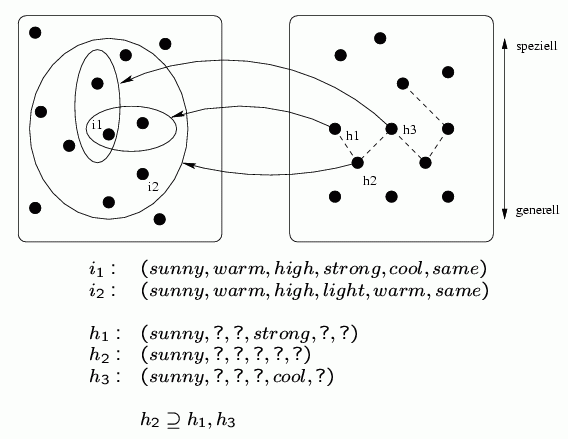 speziell
i1
h1
h3
i2
h2
generell
i₁ : (sunny, warm, high, strong, cool, same)
i₂ : (sunny, warm, high, light, warm, same)
h₁ : (sunny, ?, ?, strong, ?, ?)
h₂ : (sunny, ?, ?, ?, ?, ?)
h₃ : (sunny, ?, ?, ?, cool, ?)
h₂ ⊇ h₁, h₃